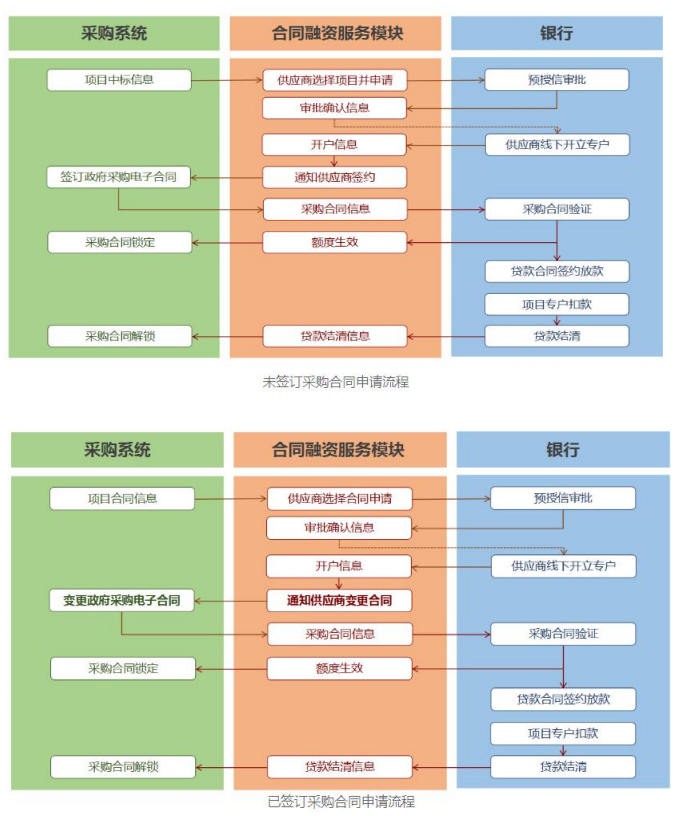 采购系统 合同融资服务模块 银行
项目中标信息 供应商选择项目并申请 预授信审批
审批确认信息
开户信息 供应商线下开立专户
签订政府采购电子合同 通知供应商签约
采购合同信息 采购合同验证
采购合同锁定 额度生效
贷款合同签约放款
项目专户扣款
采购合同解锁 贷款结清信息 贷款结清
未签订采购合同申请流程
采购系统 合同融资服务模块 银行
项目合同信息 供应商选择合同申请 预授信审批
审批确认信息
开户信息 供应商线下开立专户
变更政府采购电子合同 通知供应商变更合同
采购合同信息 采购合同验证
采购合同锁定 额度生效
贷款合同签约放款
项目专户扣款
采购合同解锁 贷款结清信息 贷款结清
已签订采购合同申请流程